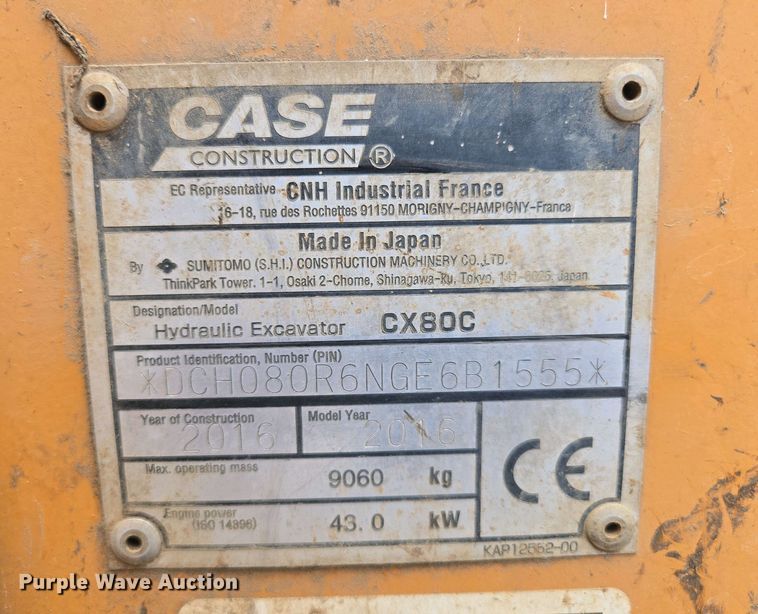 CASE
CONSTRUCTION ®
EC Representative CNH Industrial France
16-18, rue des Rochettes 91150 MORIGNY-CHAMPIGNY-France
Made In Japan
By SUMITOMO (S.H.I.) CONSTRUCTION MACHINERY CO.,LTD.
ThinkPark Tower. 1-1, Osaki 2-Chome, Shinagawa-ku, Tokyo, 141-6025, Japan
Designation/Model
Hydraulic Excavator CX80C
Product Identification, Number (PIN)
*DCH080R6NGE6B1555*
Year of Construction 2016
Model Year 2016
Max. operating mass 9060 kg
Engine power
(ISO 14396) 43.0 kW
CE
KAP12552-00
Purple Wave Auction